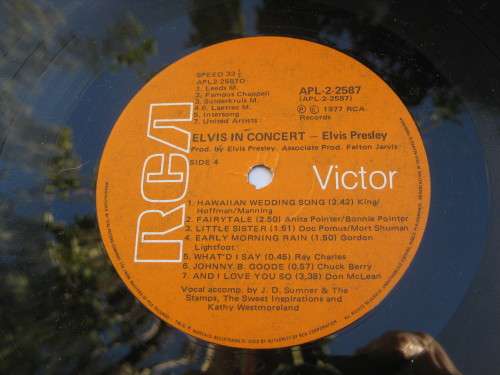 SPEED 33 1/3
APL2-2587D
1. Leeds M.
2. Famous Chappell
3. Schderkruis M.
4/6. Laetrec M.
5. Intersong
7. United Artists
APL-2-2587
(APL-2-2587)
℗ 1977 RCA
Records
RCA
ELVIS IN CONCERT – Elvis Presley
Prod. by Elvis Presley. Associate Prod. Felton Jarvis.
SIDE 4
Victor
1. HAWAIIAN WEDDING SONG (2.42) King/
Hoffman/Manning
2. FAIRYTALE (2.50) Anita Pointer/Bonnie Pointer
3. LITTLE SISTER (1.51) Doc Pomus/Mort Shuman
4. EARLY MORNING RAIN (1.50) Gordon
Lightfoot
5. WHAT'D I SAY (0.45) Ray Charles
6. JOHNNY B. GOODE (0.57) Chuck Berry
7. AND I LOVE YOU SO (3,38) Don McLean
Vocal accomp. by J. D. Sumner & The
Stamps, The Sweet Inspirations and
Kathy Westmoreland